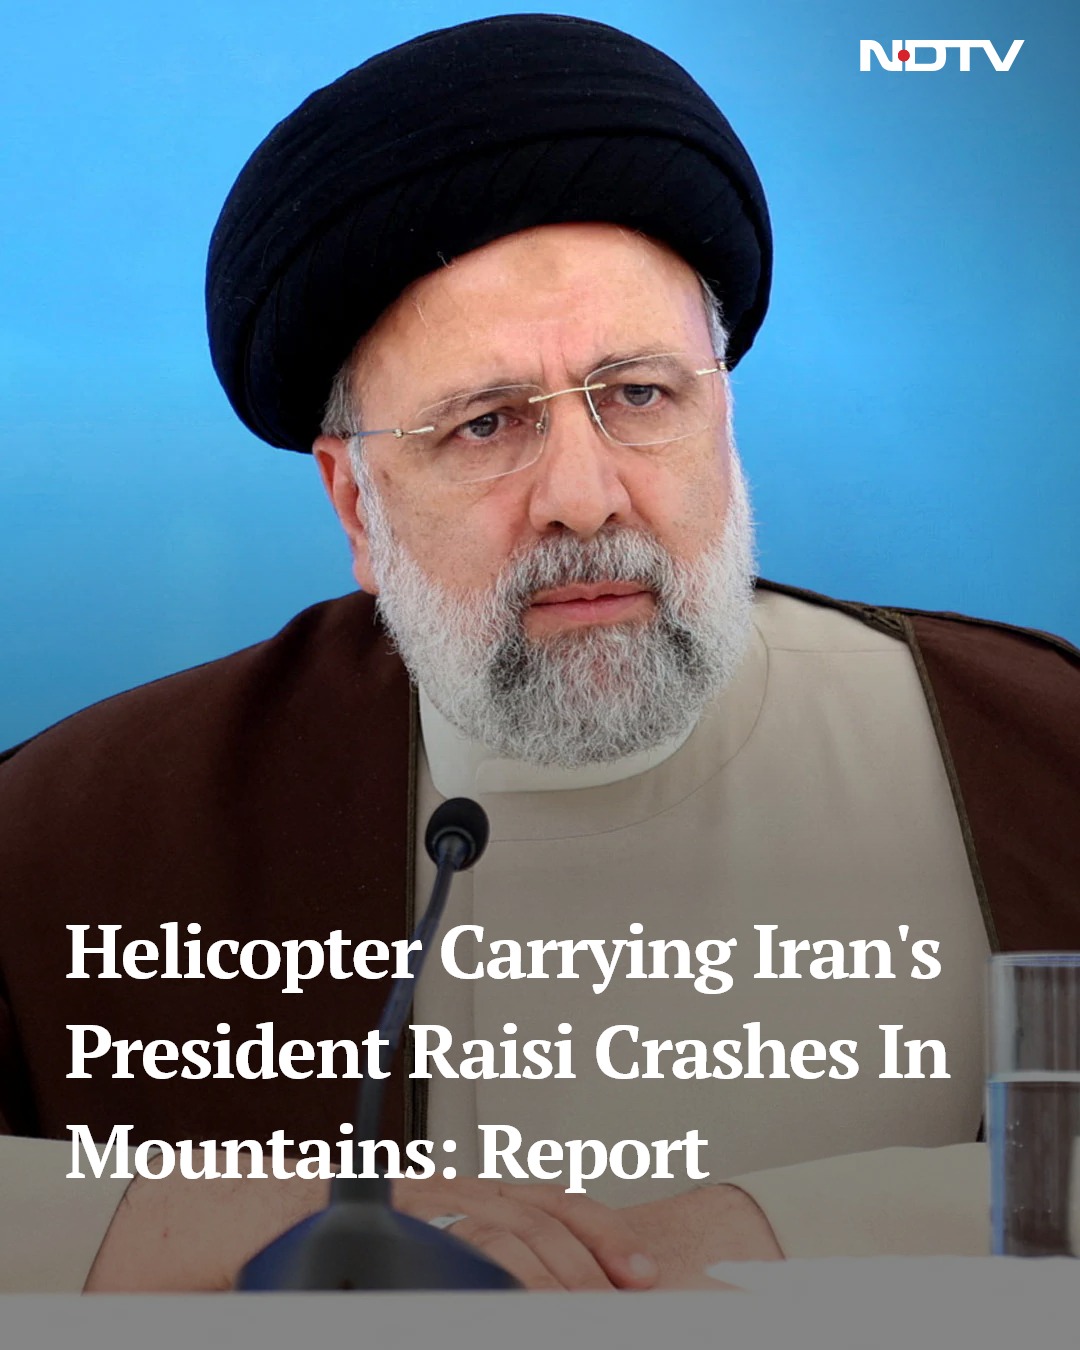 NDTV
Helicopter Carrying Iran's
President Raisi Crashes In
Mountains: Report